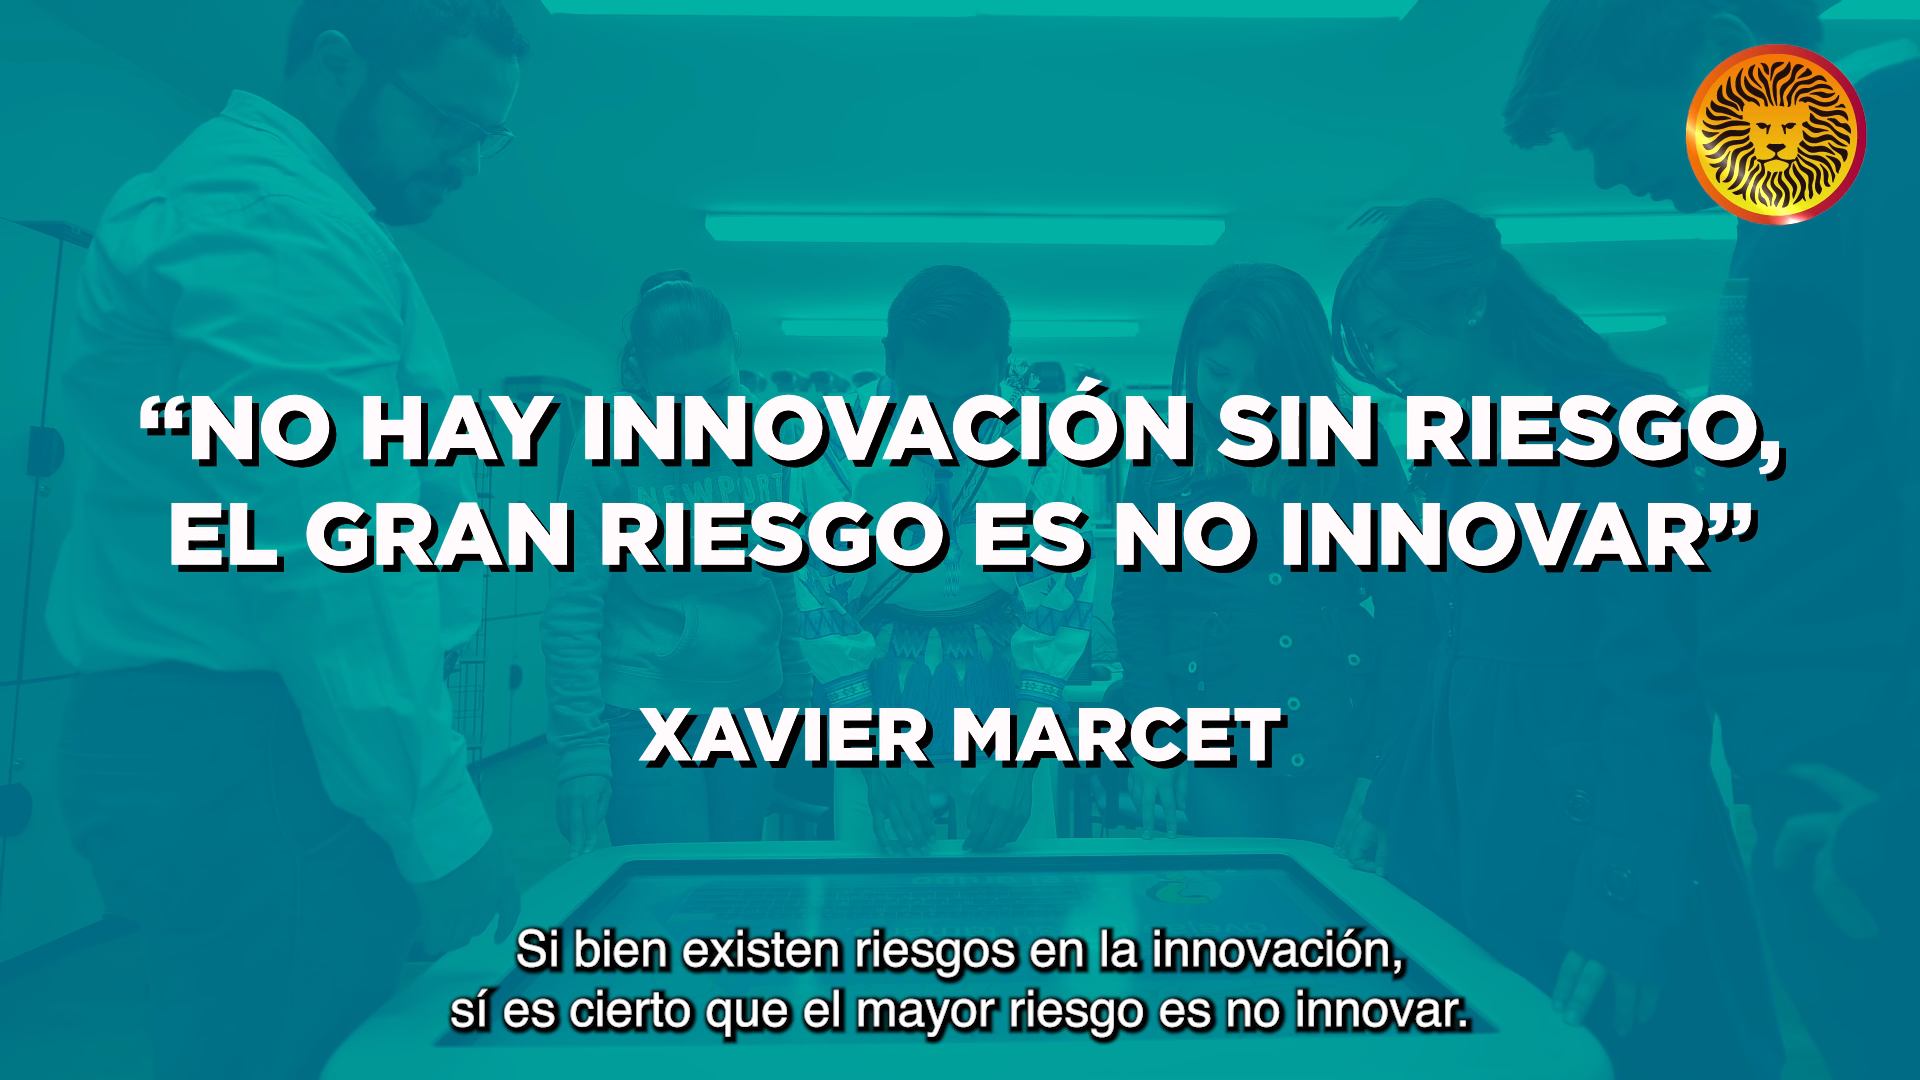 “NO HAY INNOVACIÓN SIN RIESGO,
EL GRAN RIESGO ES NO INNOVAR”
NEWPORT
XAVIER MARCET
Si bien existen riesgos en la innovación,
sí es cierto que el mayor riesgo es no innovar.